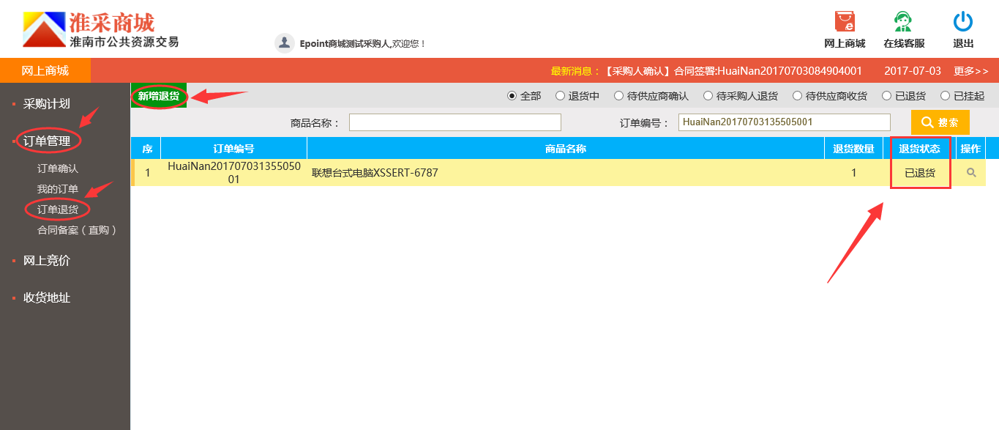 淮采商城
淮南市公共资源交易
Epoint商城测试采购人,欢迎您！
网上商城 在线客服 退出
网上商城
最新消息：【采购人确认】合同签署:HuaiNan20170703084904001 2017-07-03 更多>>
采购计划
订单管理
订单确认
我的订单
订单退货
合同备案（直购）
网上竞价
收货地址
新增退货
全部 退货中 待供应商确认 待采购人退货 待供应商收货 已退货 已挂起
商品名称： 订单编号： HuaiNan20170703135505001 搜索
序 订单编号 商品名称 退货数量 退货状态 操作
1 HuaiNan201707031355050
01 联想台式电脑XSSERT-6787 1 已退货